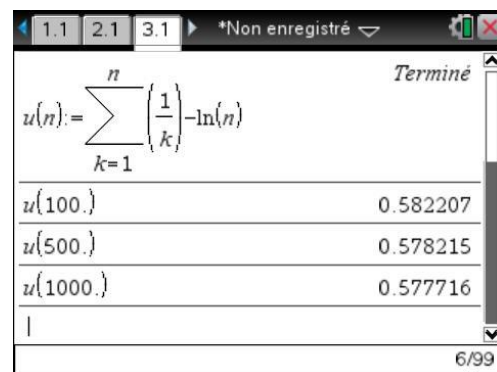 1.1 2.1 3.1 *Non enregistré
n
Terminé
u(n):= ∑ (1/k) −ln(n)
k=1
u(100.) 0.582207
u(500.) 0.578215
u(1000.) 0.577716
6/99